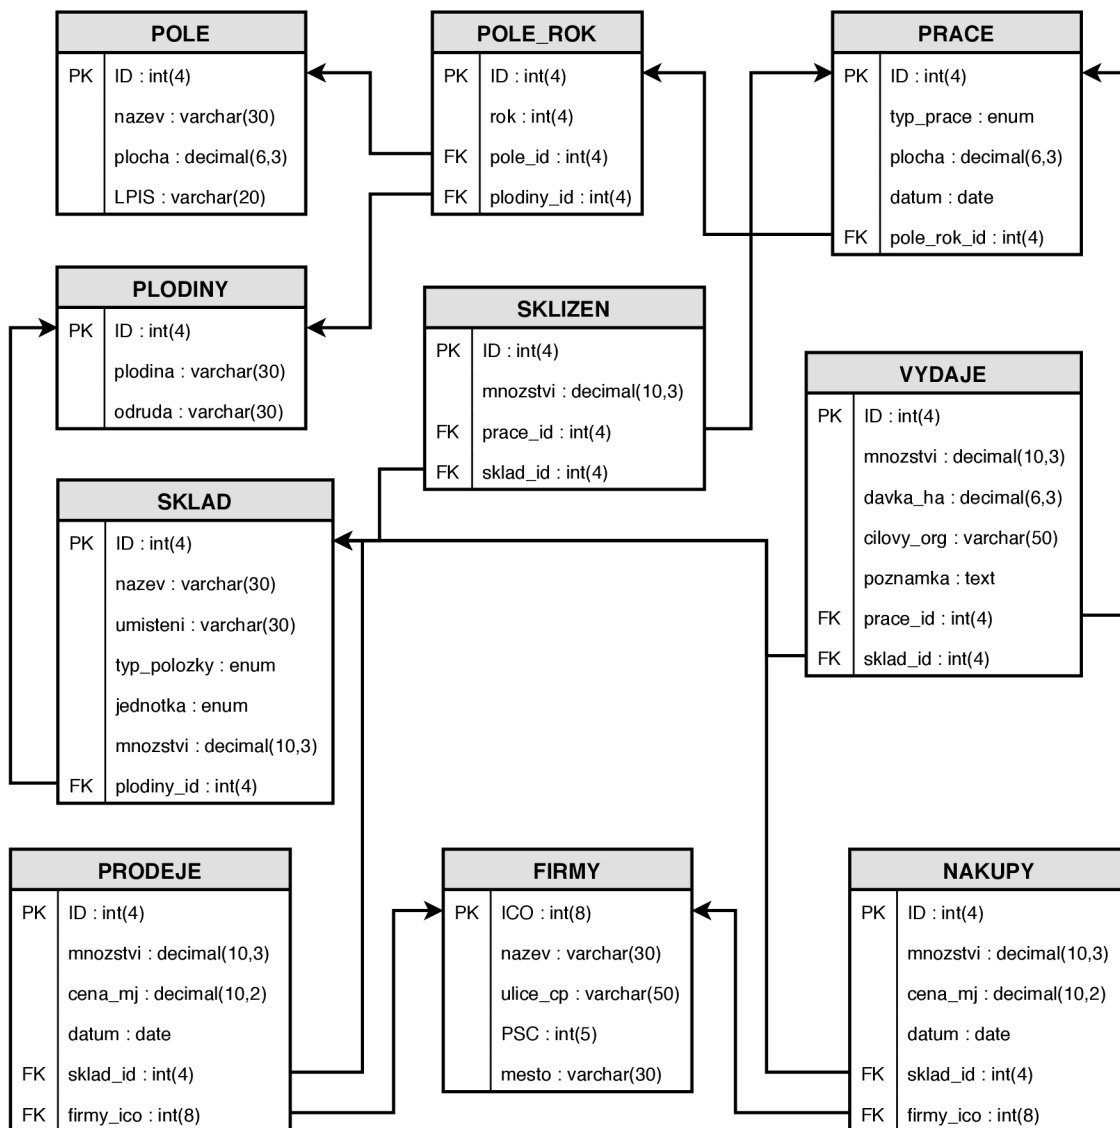 POLE
PK ID : int(4)
nazev : varchar(30)
plocha : decimal(6,3)
LPIS : varchar(20)
POLE_ROK
PK ID : int(4)
rok : int(4)
FK pole_id : int(4)
FK plodiny_id : int(4)
PRACE
PK ID : int(4)
typ_prace : enum
plocha : decimal(6,3)
datum : date
FK pole_rok_id : int(4)
PLODINY
PK ID : int(4)
plodina : varchar(30)
odruda : varchar(30)
SKLIZEN
PK ID : int(4)
mnozstvi : decimal(10,3)
FK prace_id : int(4)
FK sklad_id : int(4)
VYDAJE
PK ID : int(4)
mnozstvi : decimal(10,3)
davka_ha : decimal(6,3)
cilovy_org : varchar(50)
poznamka : text
FK prace_id : int(4)
FK sklad_id : int(4)
SKLAD
PK ID : int(4)
nazev : varchar(30)
umisteni : varchar(30)
typ_polozky : enum
jednotka : enum
mnozstvi : decimal(10,3)
FK plodiny_id : int(4)
PRODEJE
PK ID : int(4)
mnozstvi : decimal(10,3)
cena_mj : decimal(10,2)
datum : date
FK sklad_id : int(4)
FK firmy_ico : int(8)
FIRMY
PK ICO : int(8)
nazev : varchar(30)
ulice_cp : varchar(50)
PSC : int(5)
mesto : varchar(30)
NAKUPY
PK ID : int(4)
mnozstvi : decimal(10,3)
cena_mj : decimal(10,2)
datum : date
FK sklad_id : int(4)
FK firmy_ico : int(8)